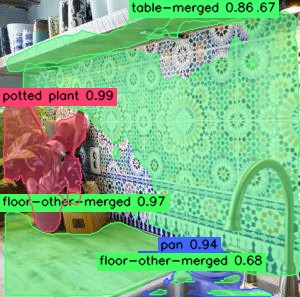 table-merged 0.86.67
potted plant 0.99
floor-other-merged 0.97
pan 0.94
floor-other-merged 0.68